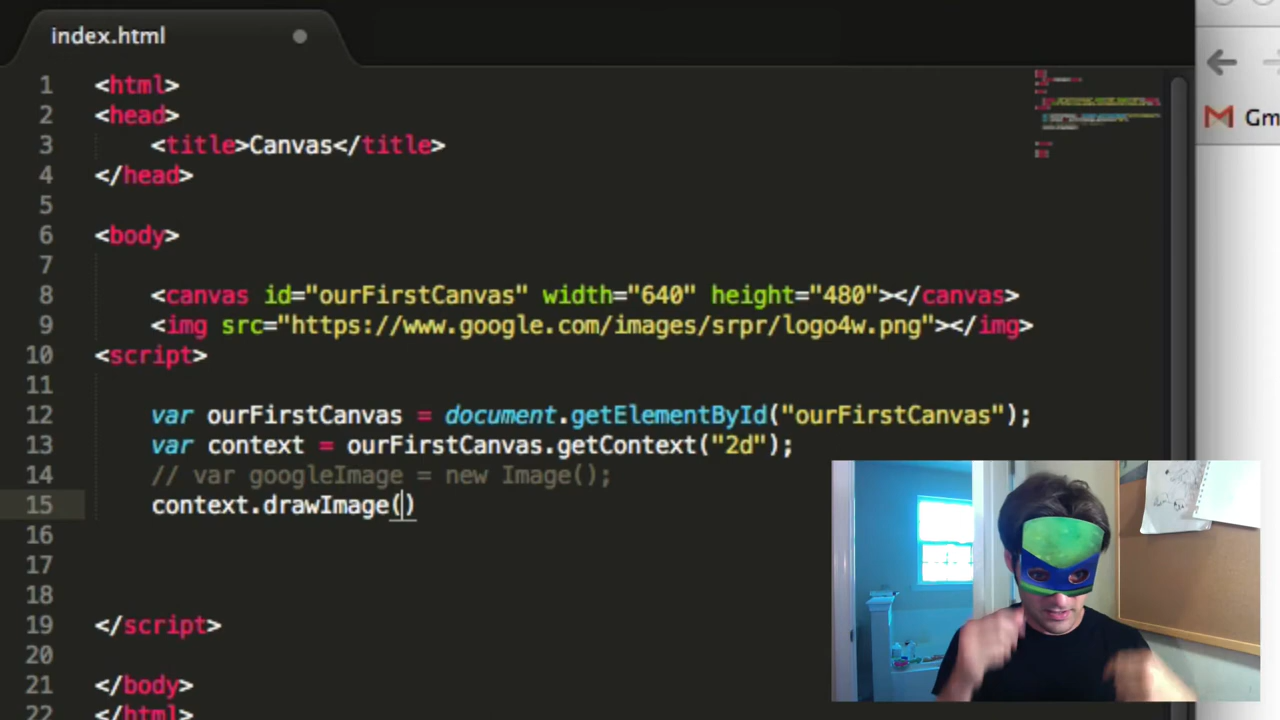 index.html
1 <html>
2 <head>
3 <title>Canvas</title>
4 </head>
5
6 <body>
7
8 <canvas id="ourFirstCanvas" width="640" height="480"></canvas>
9 <img src="https://www.google.com/images/srpr/logo4w.png"></img>
10 <script>
11
12 var ourFirstCanvas = document.getElementById("ourFirstCanvas");
13 var context = ourFirstCanvas.getContext("2d");
14 // var googleImage = new Image();
15 context.drawImage()
16
17
18
19 </script>
20
21 </body>
22 </html>
Gm